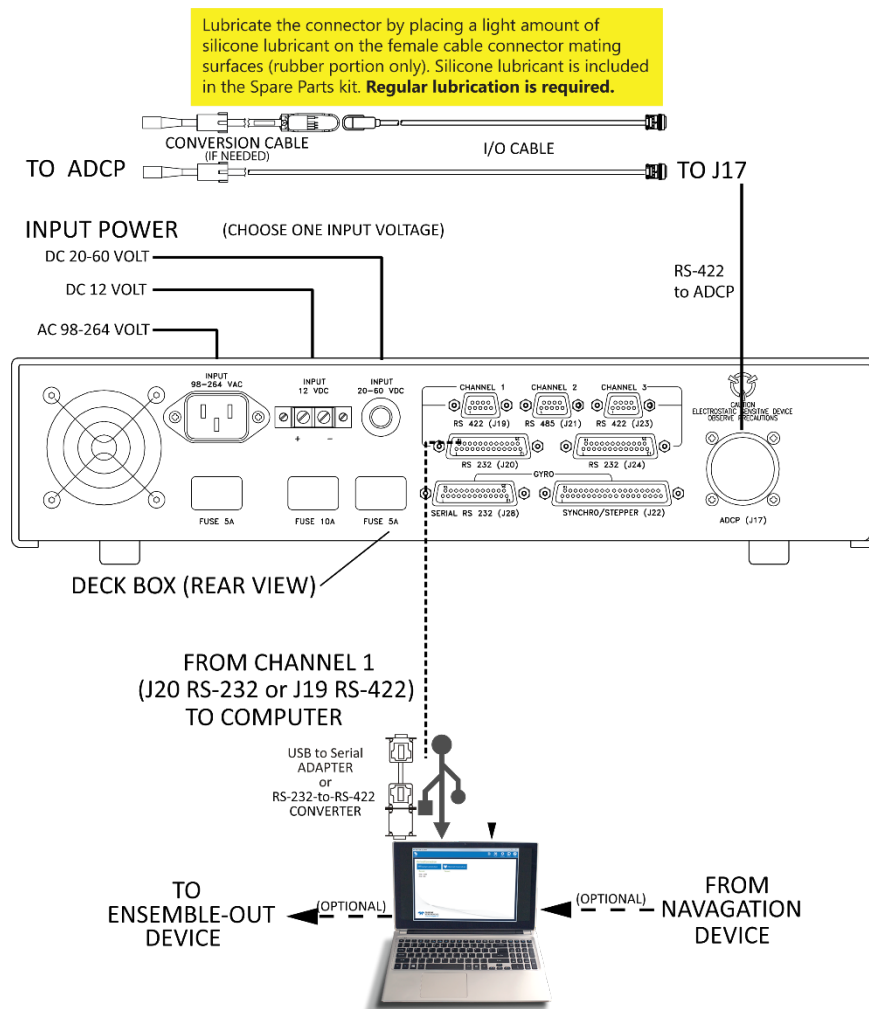 Lubricate the connector by placing a light amount of
silicone lubricant on the female cable connector mating
surfaces (rubber portion only). Silicone lubricant is included
in the Spare Parts kit. Regular lubrication is required.
CONVERSION CABLE
(IF NEEDED)
I/O CABLE
TO ADCP
TO J17
INPUT POWER
(CHOOSE ONE INPUT VOLTAGE)
DC 20-60 VOLT
DC 12 VOLT
AC 98-264 VOLT
RS-422
to ADCP
INPUT
98-264 VAC
INPUT
12 VDC
INPUT
20-60 VDC
+ -
CHANNEL 1
CHANNEL 2
CHANNEL 3
RS 422 (J19)
RS 485 (J21)
RS 422 (J23)
CAUTION
ELECTROSTATIC SENSITIVE DEVICE
OBSERVE PRECAUTIONS
RS 232 (J20)
RS 232 (J24)
GYRO
SERIAL RS 232 (J28)
SYNCHRO/STEPPER (J22)
ADCP (J17)
FUSE 5A
FUSE 10A
FUSE 5A
DECK BOX (REAR VIEW)
FROM CHANNEL 1
(J20 RS-232 or J19 RS-422)
TO COMPUTER
USB to Serial
ADAPTER
or
RS-232-to-RS-422
CONVERTER
TO
ENSEMBLE-OUT
DEVICE
(OPTIONAL)
(OPTIONAL)
FROM
NAVAGATION
DEVICE